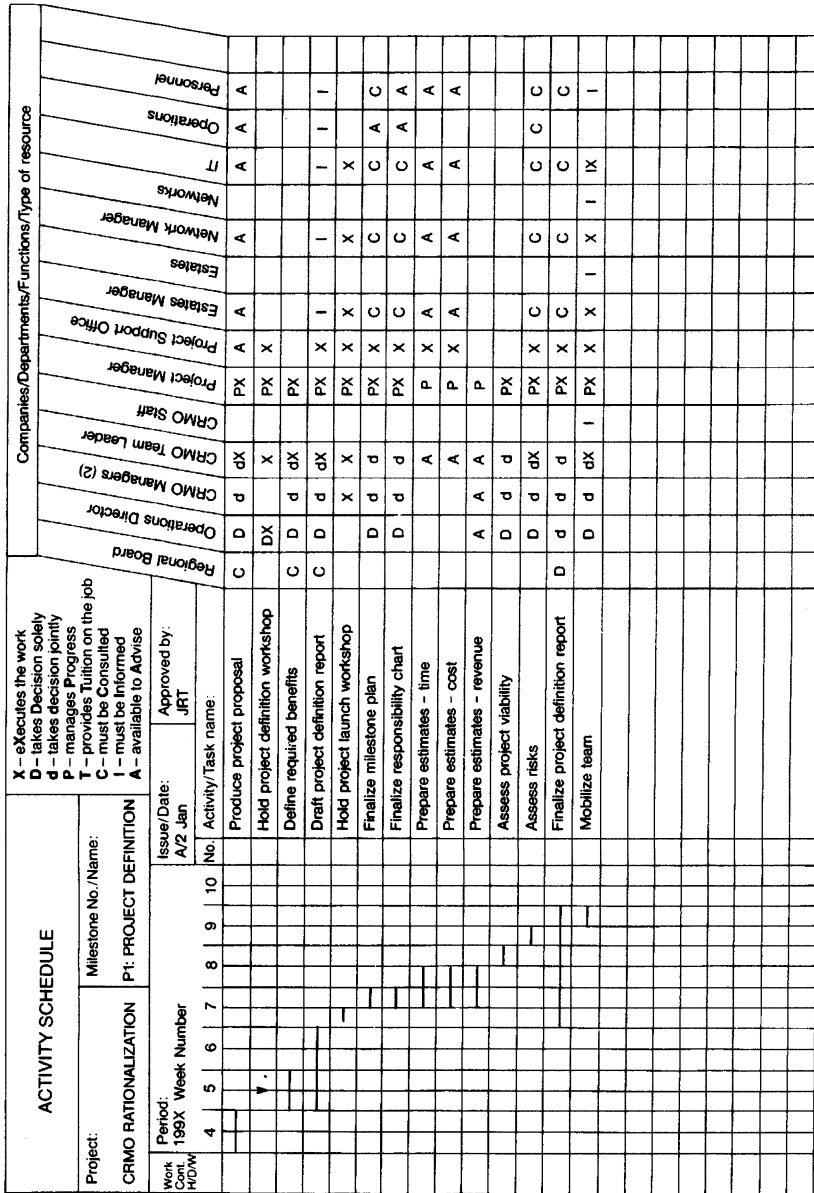 ACTIVITY SCHEDULE
Project:
CRMO RATIONALIZATION
Milestone No./Name:
P1: PROJECT DEFINITION
X – eXecutes the work
D – takes Decision solely
d – takes decision jointly
P – manages Progress
T – provides Tuition on the job
C – must be Consulted
I – must be Informed
A – available to Advise
Companies/Departments/Functions/Type of resource
Work Cont. H/D/W
Period:
199X Week Number
Issue/Date:
A/2 Jan
Approved by:
JRT
4 5 6 7 8 9 10
No.
Activity/Task name:
Regional Board
Operations Director
CRMO Managers (2)
CRMO Team Leader
CRMO Staff
Project Manager
Project Support Office
Estates Manager
Estates
Network Manager
Networks
IT
Operations
Personnel
Produce project proposal C D d dX PX A A A A A A
Hold project definition workshop DX X PX X
Define required benefits C D d dX PX
Draft project definition report C D d dX PX X I I I I I
Hold project launch workshop X X PX X X X X
Finalize milestone plan D d d PX X C C C A C
Finalize responsibility chart D d d PX X C C C A A
Prepare estimates – time A P X A A A A
Prepare estimates – cost A P X A A A A
Prepare estimates – revenue A A A P
Assess project viability D d d PX
Assess risks D d dX PX X C C C C C
Finalize project definition report D d d d PX X C C C C
Mobilize team D d dX I PX X X I X I IX I